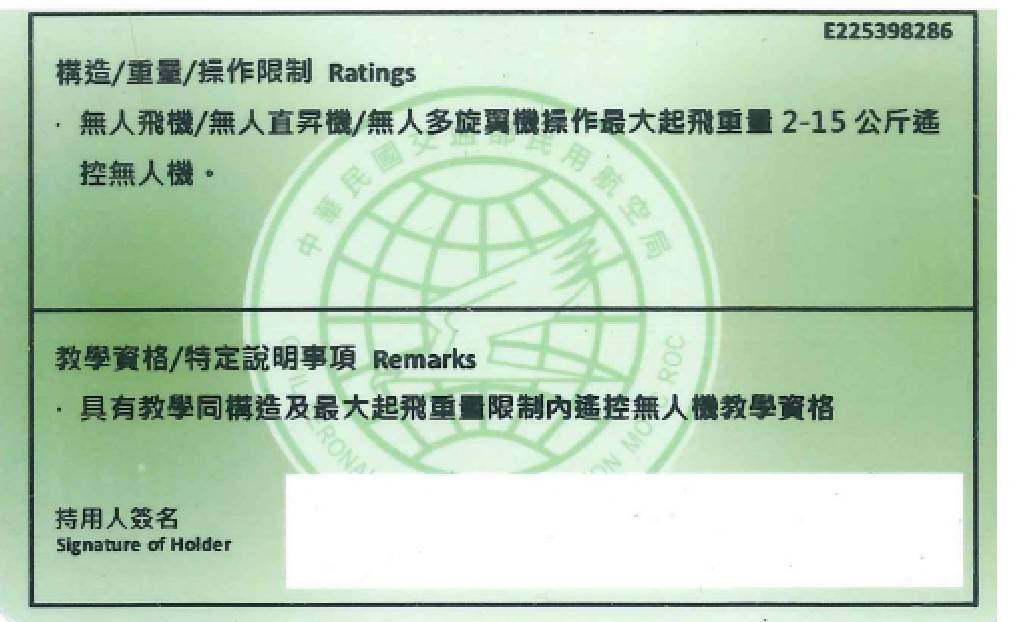 E225398286
構造/重量/操作限制 Ratings
· 無人飛機/無人直昇機/無人多旋翼機操作最大起飛重量 2-15 公斤遙
控無人機。
中華民國交通部民用航空局
教學資格/特定說明事項 Remarks
· 具有教學同構造及最大起飛重量限制內遙控無人機教學資格
持用人簽名
Signature of Holder